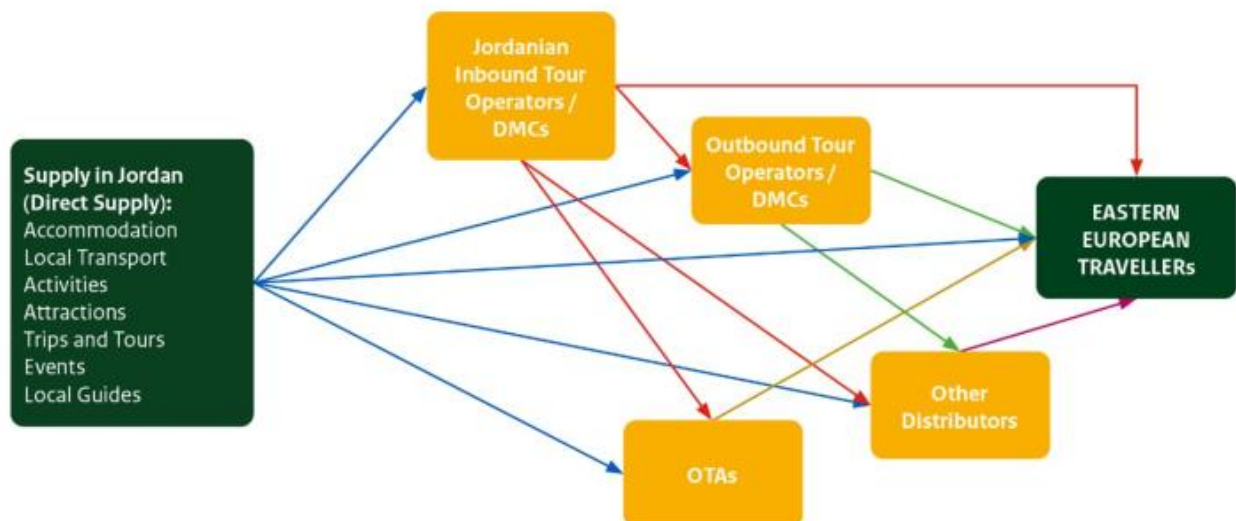 Jordanian
Inbound Tour
Operators /
DMCs
Supply in Jordan
(Direct Supply):
Accommodation
Local Transport
Activities
Attractions
Trips and Tours
Events
Local Guides
Outbound Tour
Operators /
DMCs
EASTERN
EUROPEAN
TRAVELLERs
Other
Distributors
OTAs